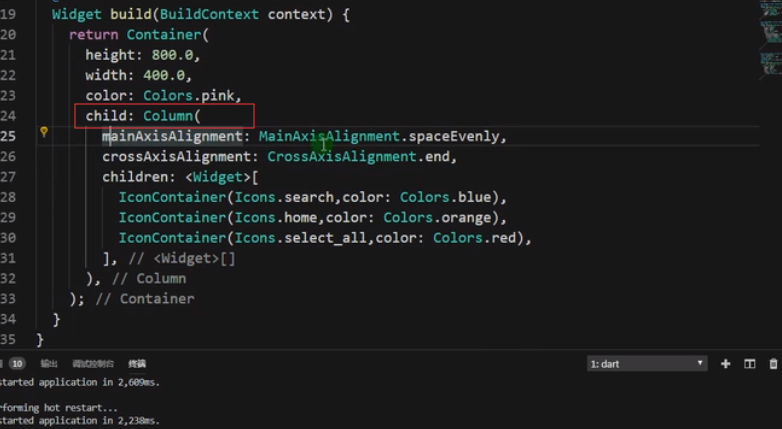 19 Widget build(BuildContext context) {
20 return Container(
21 height: 800.0,
22 width: 400.0,
23 color: Colors.pink,
24 child: Column(
25 mainAxisAlignment: MainAxisAlignment.spaceEvenly,
26 crossAxisAlignment: CrossAxisAlignment.end,
27 children: <Widget>[
28 IconContainer(Icons.search,color: Colors.blue),
29 IconContainer(Icons.home,color: Colors.orange),
30 IconContainer(Icons.select_all,color: Colors.red),
31 ], // <Widget>[]
32 ), // Column
33 ); // Container
34 }
35 }
10 输出 调试控制台 终端 1: dart
started application in 2,609ms.
forming hot restart...
started application in 2,238ms.